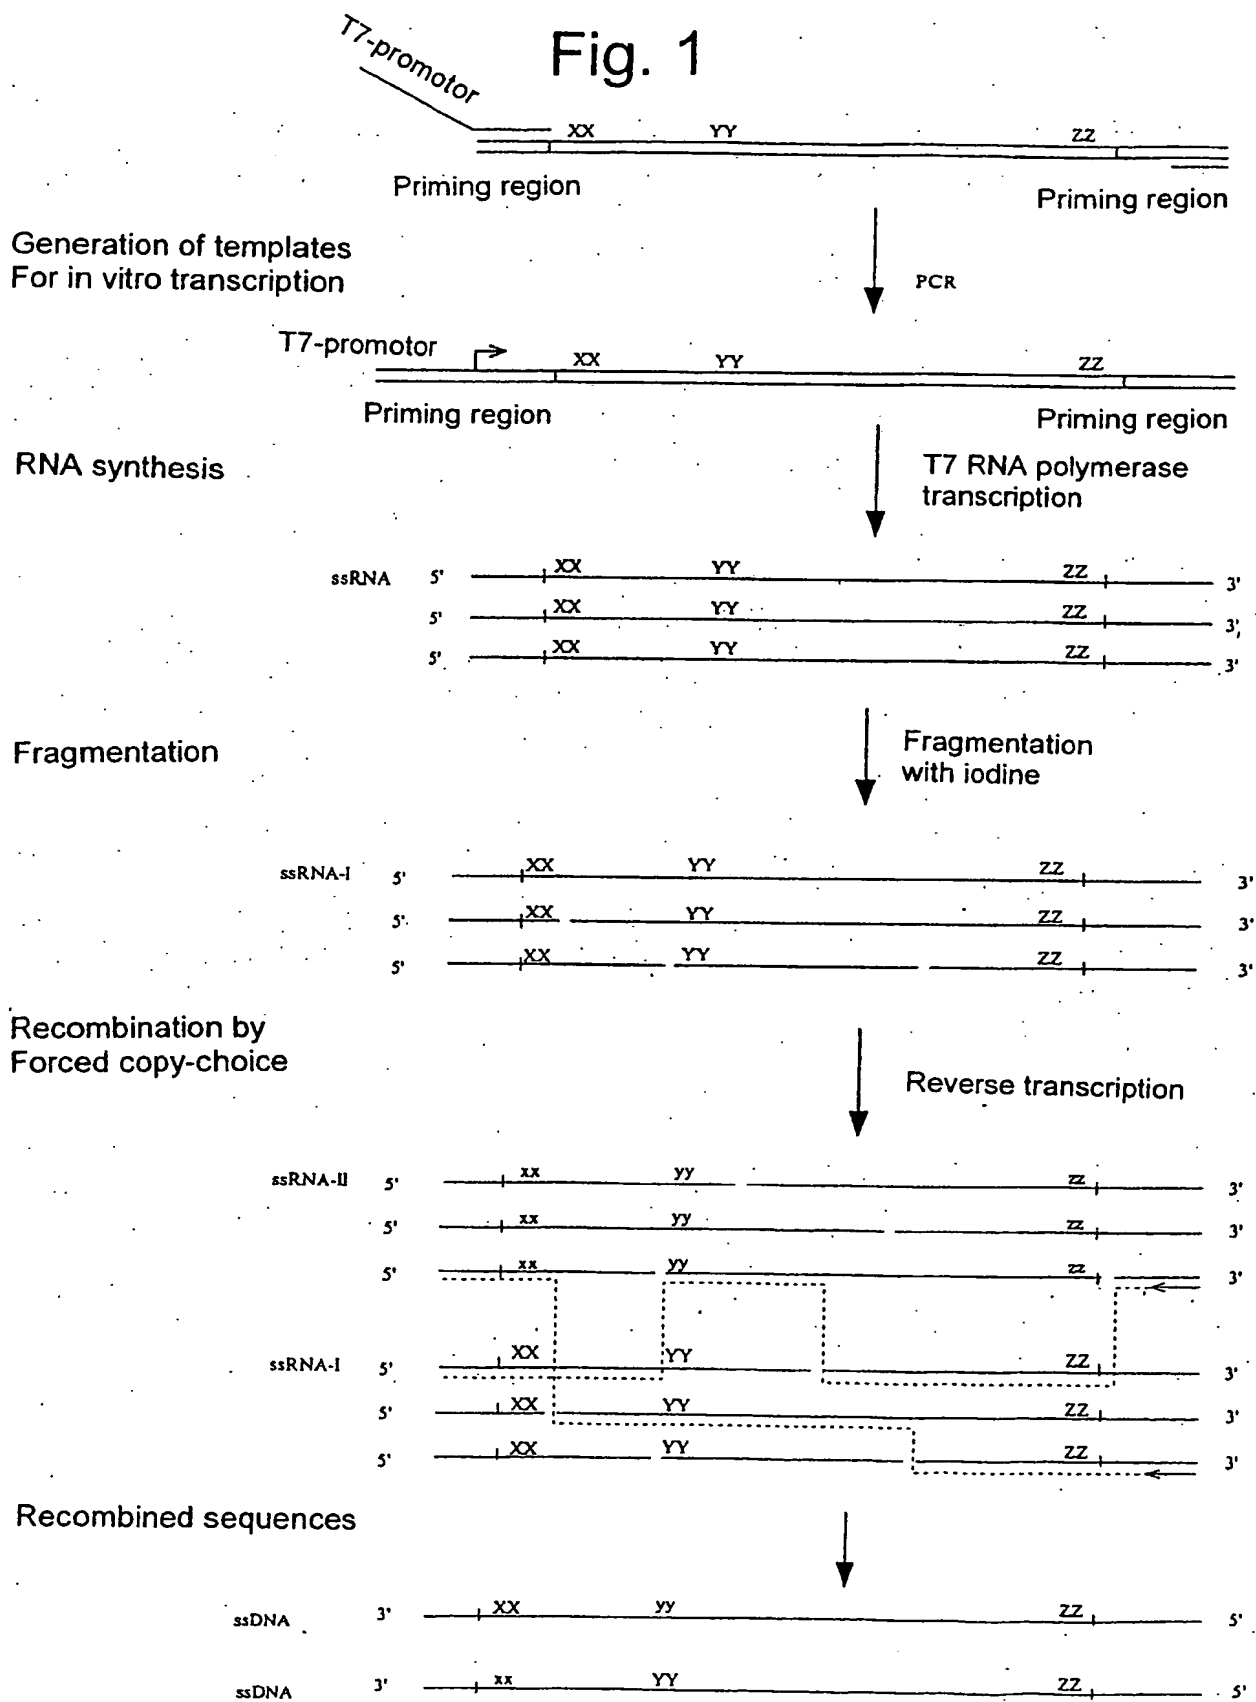 Fig. 1
T7-promotor
XX YY ZZ
Priming region Priming region
Generation of templates
For in vitro transcription
PCR
T7-promotor
XX YY ZZ
Priming region Priming region
RNA synthesis
T7 RNA polymerase
transcription
ssRNA 5' XX YY ZZ 3'
5' XX YY ZZ 3'
5' XX YY ZZ 3'
Fragmentation
Fragmentation
with iodine
ssRNA-I 5' XX YY ZZ 3'
5' XX YY ZZ 3'
5' XX YY ZZ 3'
Recombination by
Forced copy-choice
Reverse transcription
ssRNA-II 5' xx yy zz 3'
5' xx yy zz 3'
5' xx yy zz 3'
ssRNA-I 5' XX YY ZZ 3'
5' XX YY ZZ 3'
5' XX YY ZZ 3'
Recombined sequences
ssDNA 3' XX yy ZZ 5'
ssDNA 3' xx YY ZZ 5'